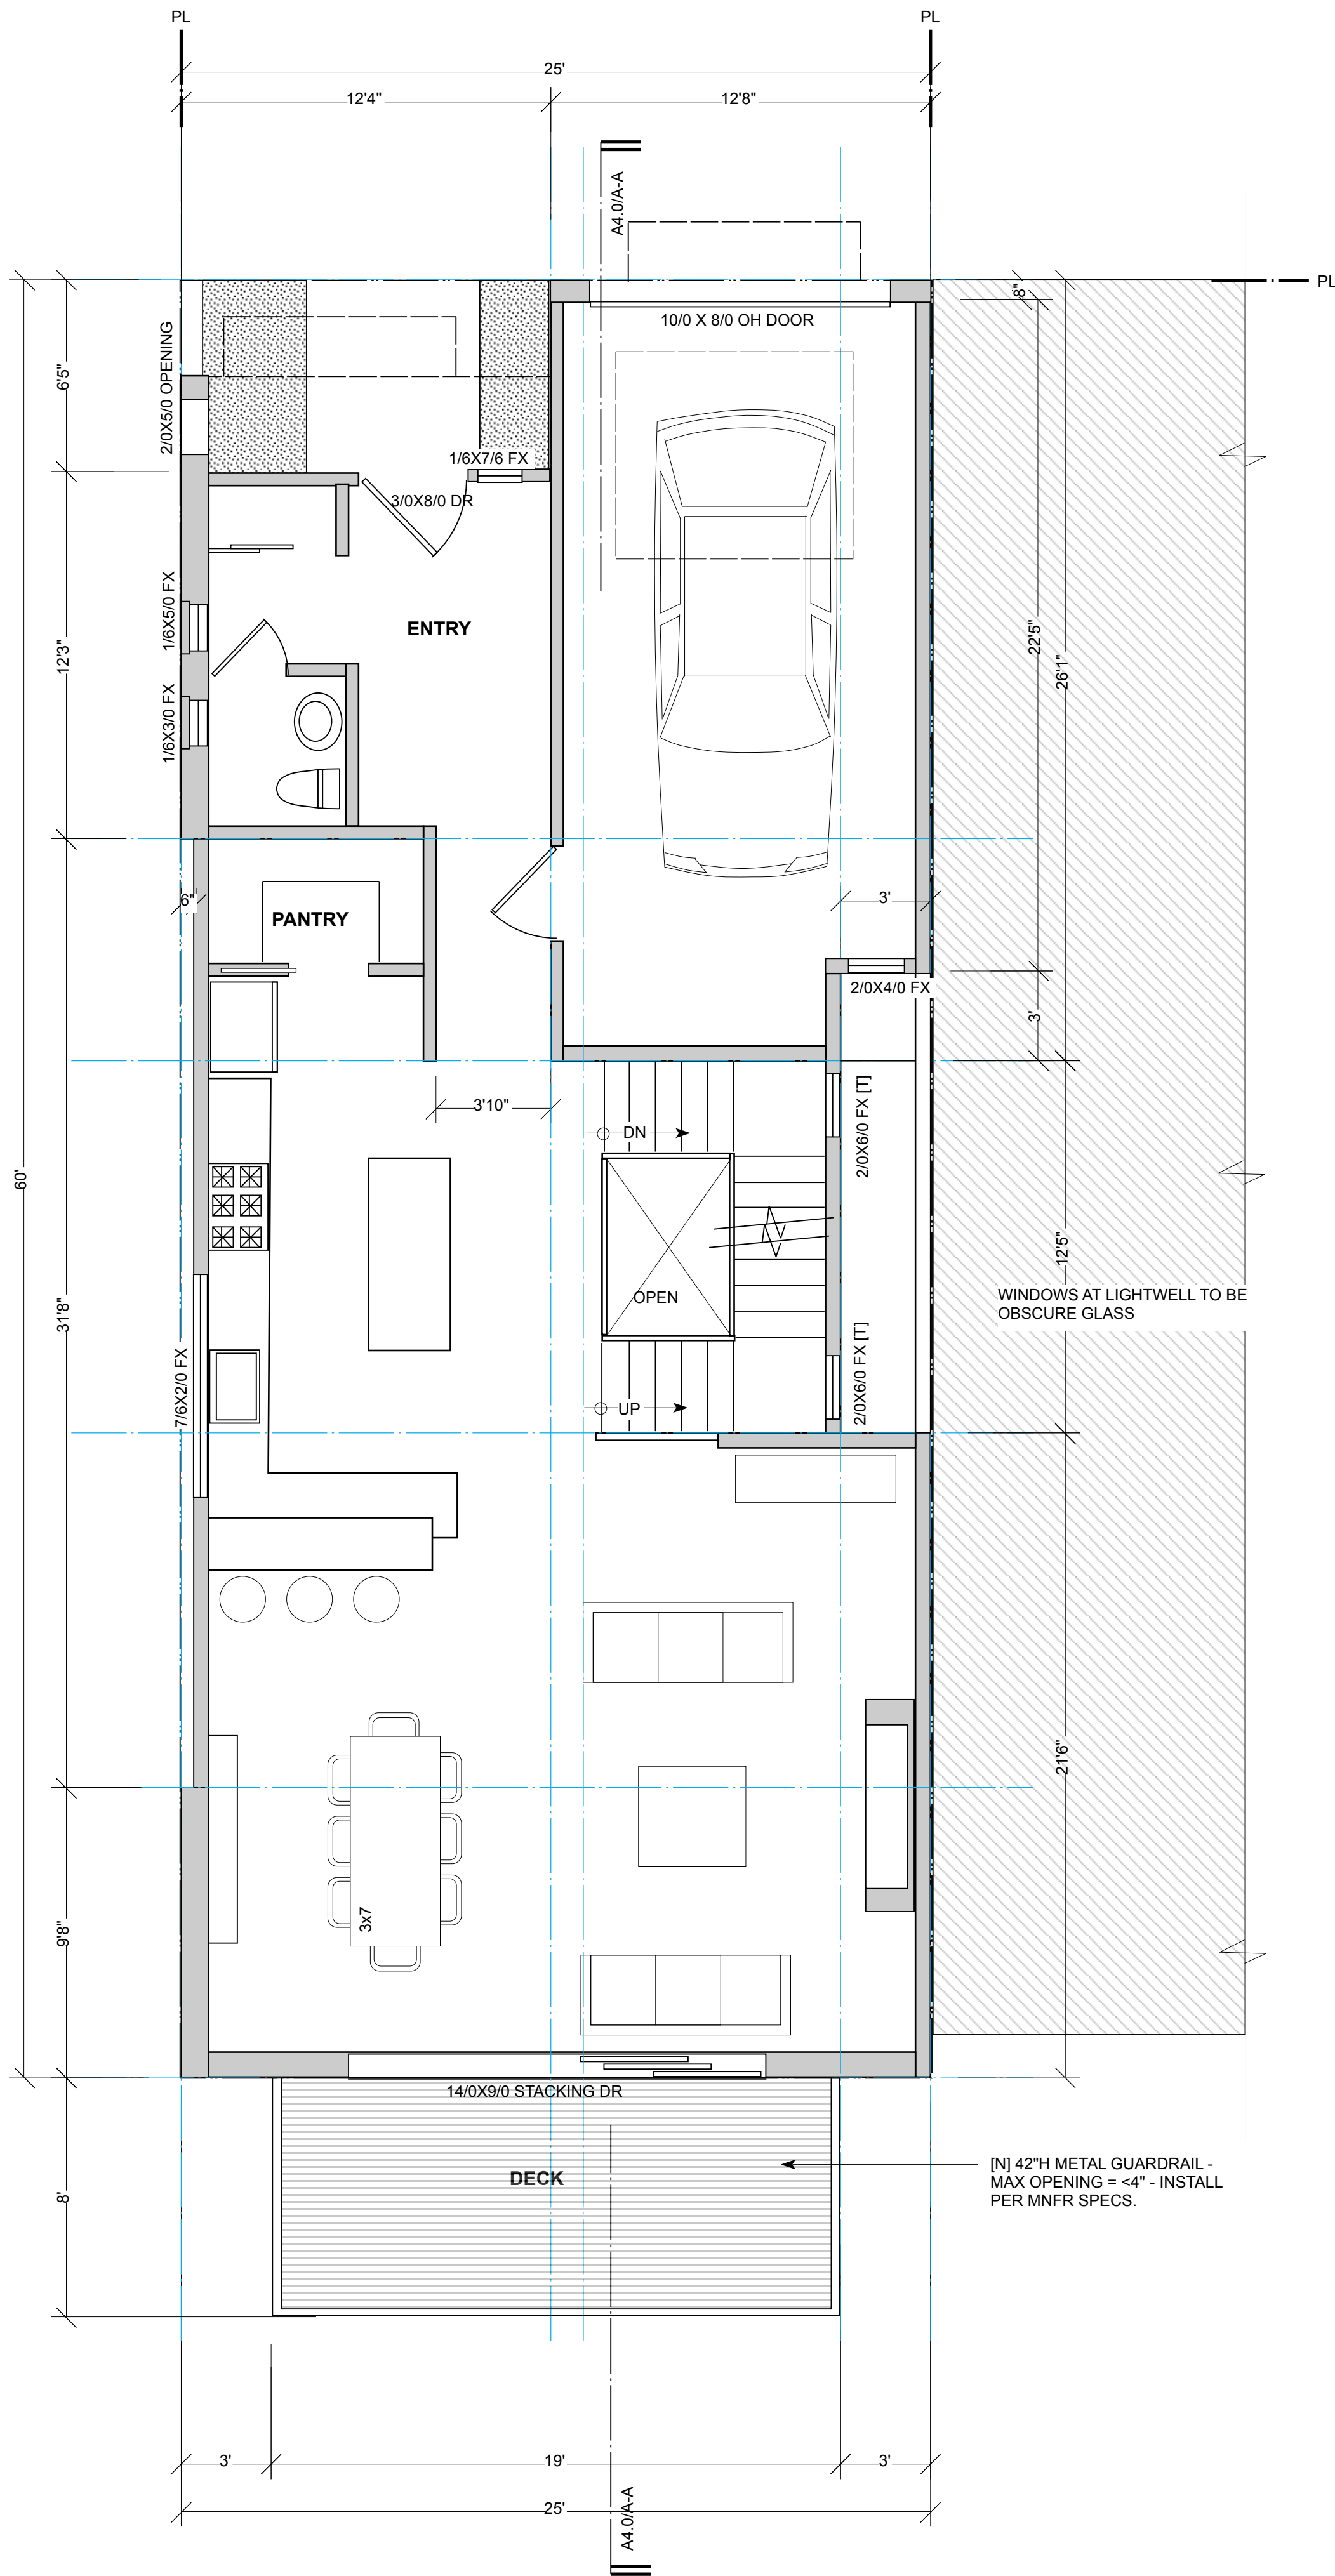 PL
PL
25'
12'4"
12'8"
A4.0/A-A
PL
8"
10/0 X 8/0 OH DOOR
2/0X5/0 OPENING
6'5"
1/6X7/6 FX
3/0X8/0 DR
1/6X5/0 FX
ENTRY
22'5"
26'1"
12'3"
1/6X3/0 FX
6"
PANTRY
3'
2/0X4/0 FX
3'
3'10"
DN
2/0X6/0 FX [T]
60'
12'5"
OPEN
WINDOWS AT LIGHTWELL TO BE
OBSCURE GLASS
31'8"
7/6X2/0 FX
2/0X6/0 FX [T]
UP
21'6"
3x7
9'8"
14/0X9/0 STACKING DR
DECK
[N] 42"H METAL GUARDRAIL -
MAX OPENING = <4" - INSTALL
PER MNFR SPECS.
8'
3'
19'
3'
25'
A4.0/A-A